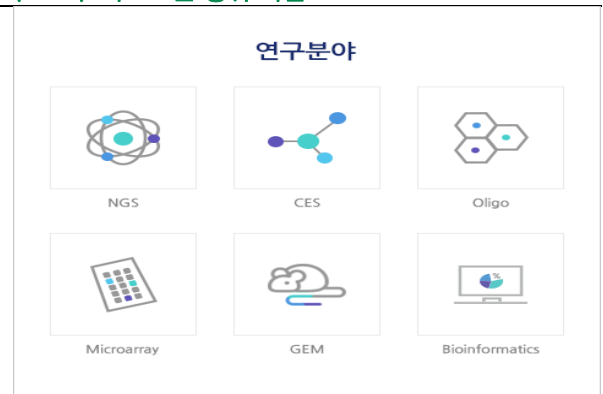 연구분야
NGS
CES
Oligo
%
Microarray
GEM
Bioinformatics